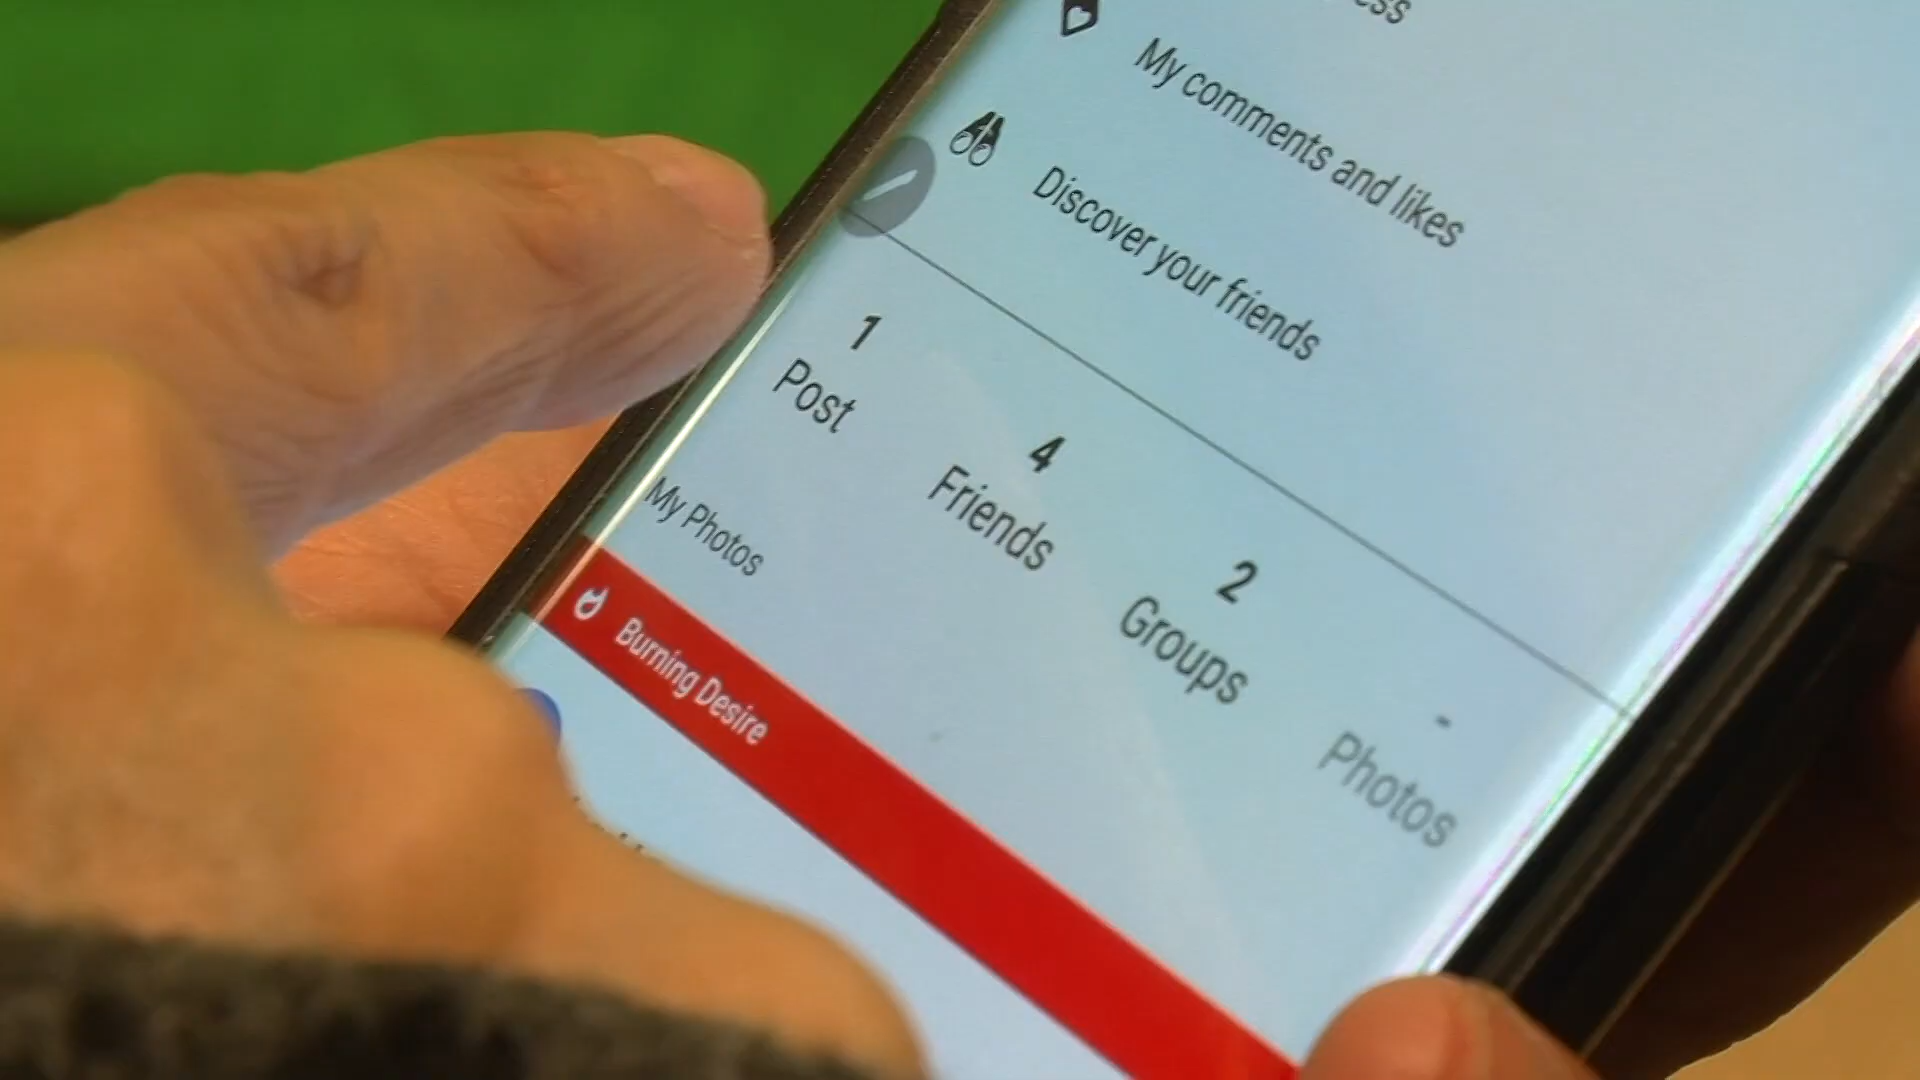 My comments and likes
Discover your friends
1
Post
4
Friends
2
Groups
-
Photos
My Photos
Burning Desire